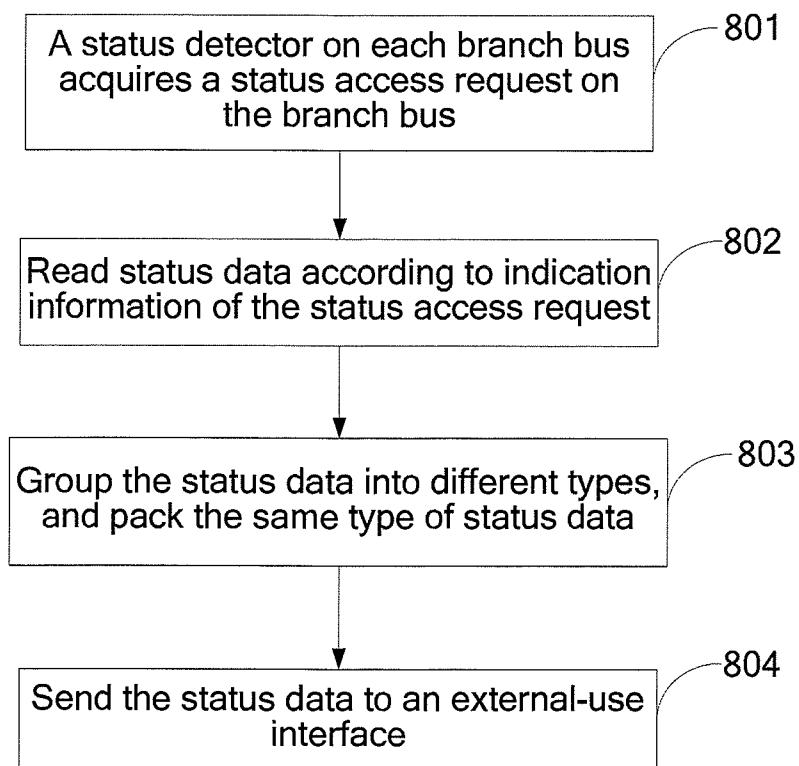 A status detector on each branch bus
acquires a status access request on
the branch bus
801
Read status data according to indication
information of the status access request
802
Group the status data into different types,
and pack the same type of status data
803
Send the status data to an external-use
interface
804